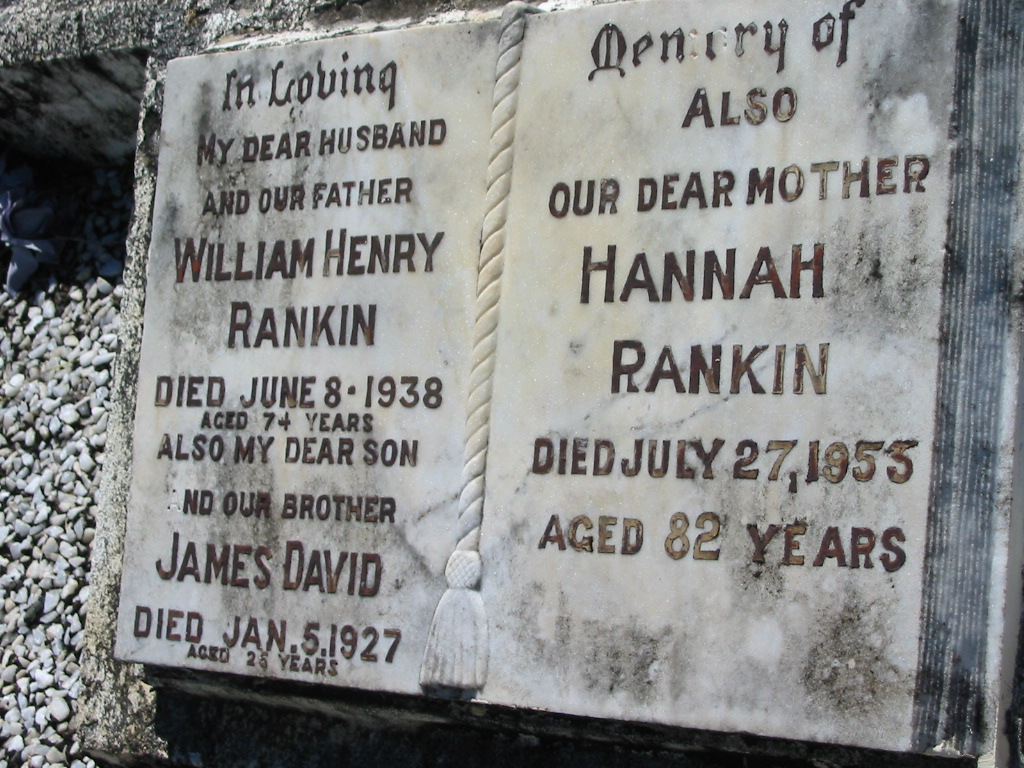 In Loving
MY DEAR HUSBAND
AND OUR FATHER
WILLIAM HENRY
RANKIN
DIED JUNE 8 · 1938
AGED 74 YEARS
ALSO MY DEAR SON
ND OUR BROTHER
JAMES DAVID
DIED JAN. 5. 1927
AGED 25 YEARS
Memory of
ALSO
OUR DEAR MOTHER
HANNAH
RANKIN
DIED JULY 27, 1953
AGED 82 YEARS